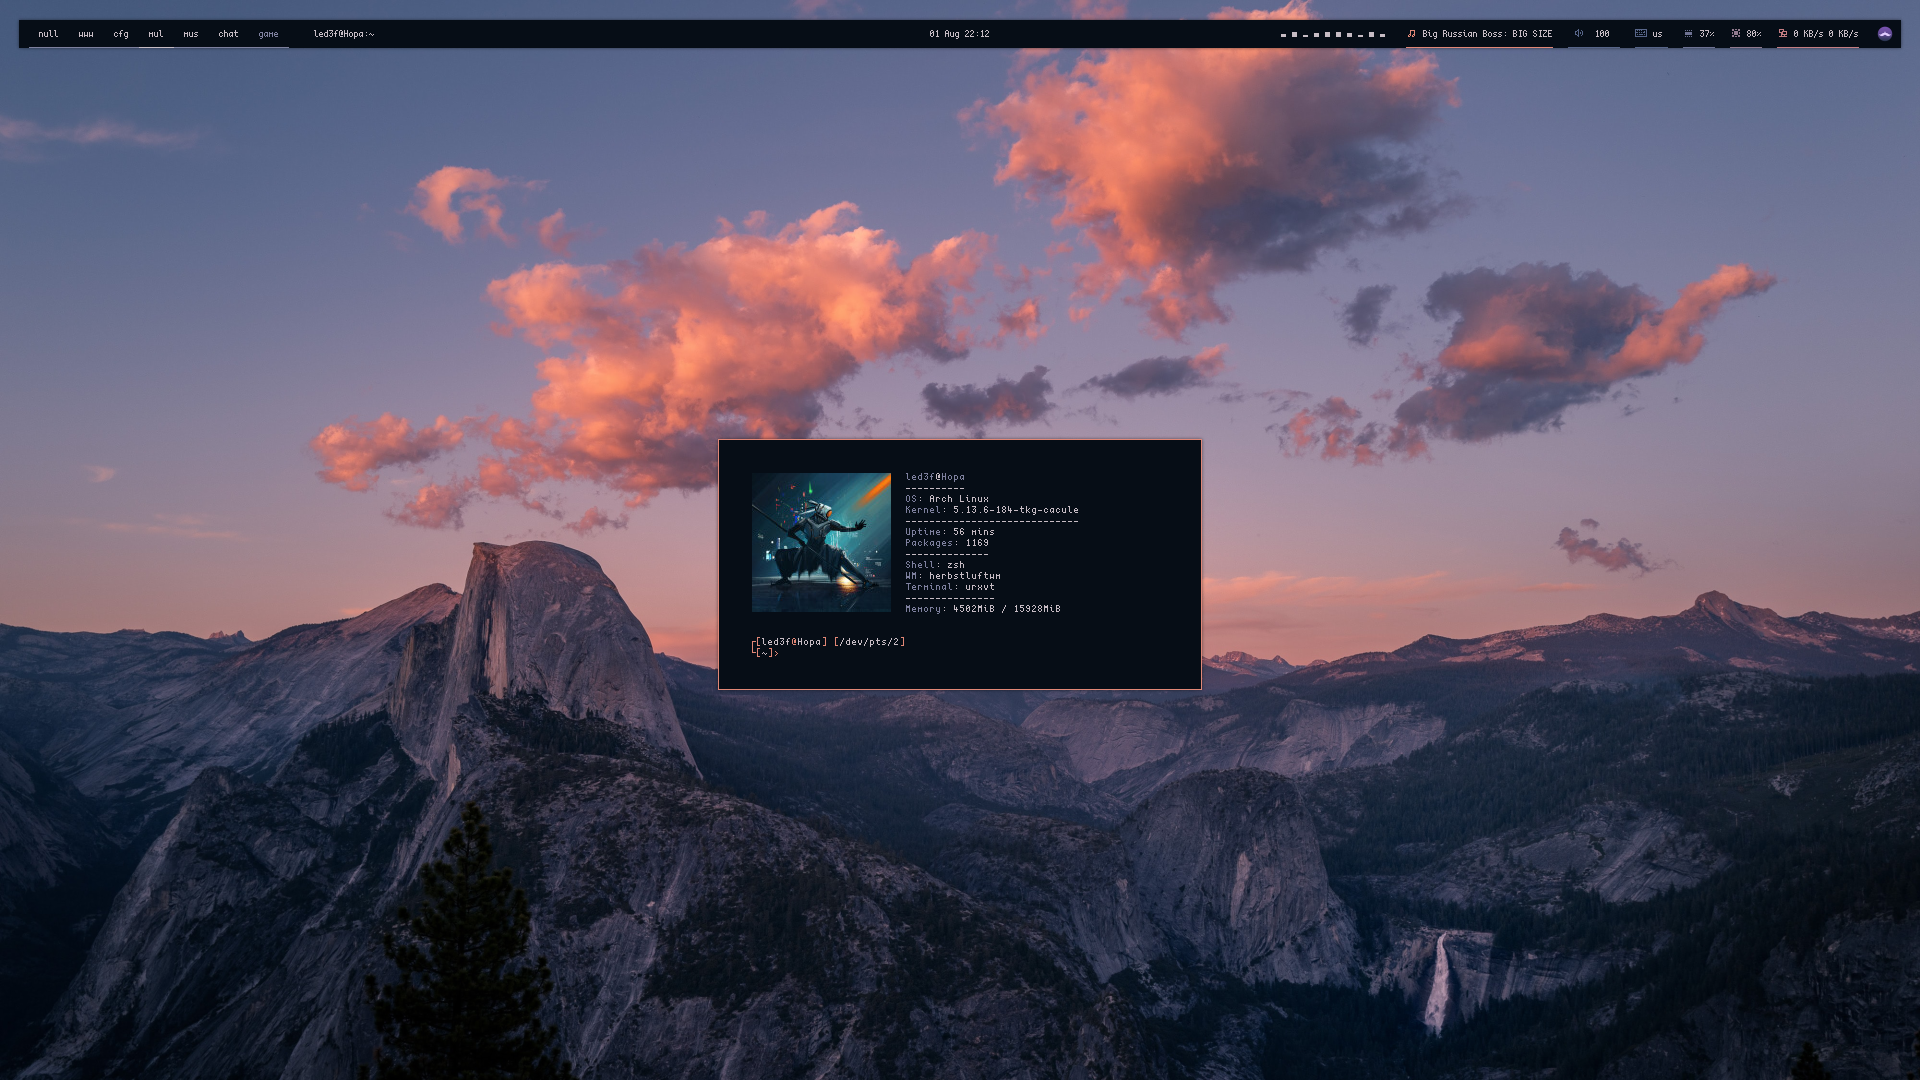 null www cfg mul mus chat game led3f@Hopa:~ 01 Aug 22:12 Big Russian Boss: BIG SIZE 100 us 37% 80% 0 KB/s 0 KB/s
led3f@Hopa
----------
OS: Arch Linux
Kernel: 5.13.6-184-tkg-cacule
-----------------------------
Uptime: 56 mins
Packages: 1169
--------------
Shell: zsh
WM: herbstluftwm
Terminal: urxvt
---------------
Memory: 4502MiB / 15928MiB
┌[led3f@Hopa] [/dev/pts/2]
└[~]>